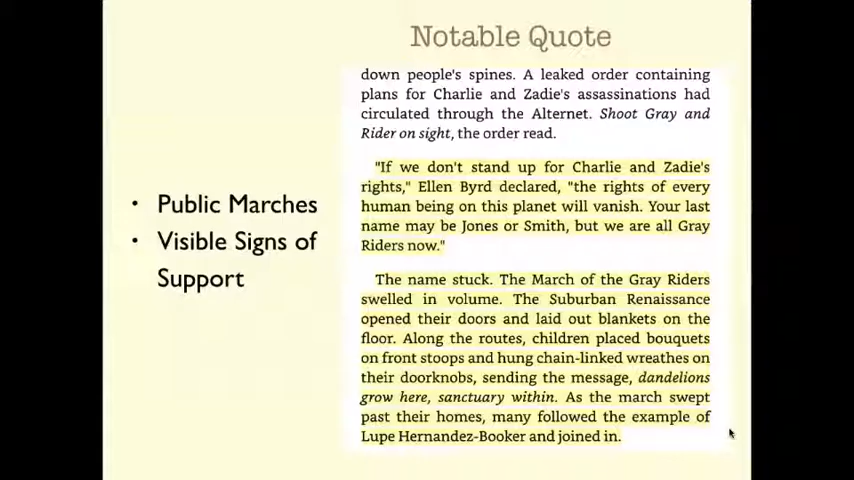 Notable Quote
• Public Marches
• Visible Signs of
Support
down people's spines. A leaked order containing
plans for Charlie and Zadie's assassinations had
circulated through the Alternet. Shoot Gray and
Rider on sight, the order read.
"If we don't stand up for Charlie and Zadie's
rights," Ellen Byrd declared, "the rights of every
human being on this planet will vanish. Your last
name may be Jones or Smith, but we are all Gray
Riders now."
The name stuck. The March of the Gray Riders
swelled in volume. The Suburban Renaissance
opened their doors and laid out blankets on the
floor. Along the routes, children placed bouquets
on front stoops and hung chain-linked wreathes on
their doorknobs, sending the message, dandelions
grow here, sanctuary within. As the march swept
past their homes, many followed the example of
Lupe Hernandez-Booker and joined in.